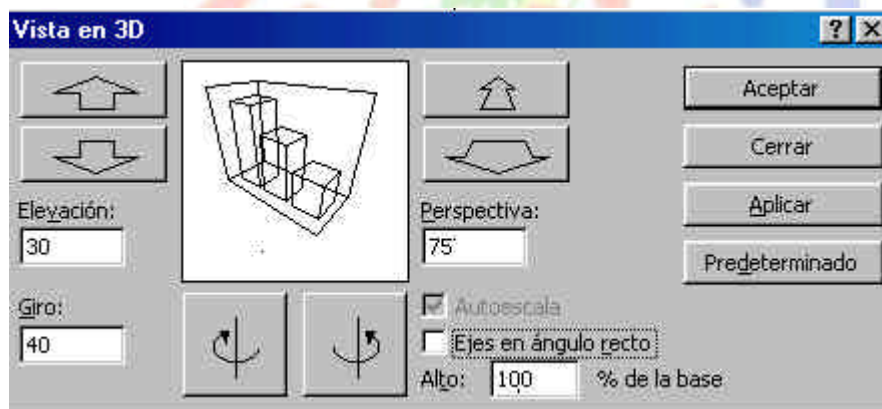 Vista en 3D
Aceptar
Cerrar
Elevación:
30
Perspectiva:
75
Aplicar
Predeterminado
Giro:
40
Autoescala
Ejes en ángulo recto
Alto: 100 % de la base